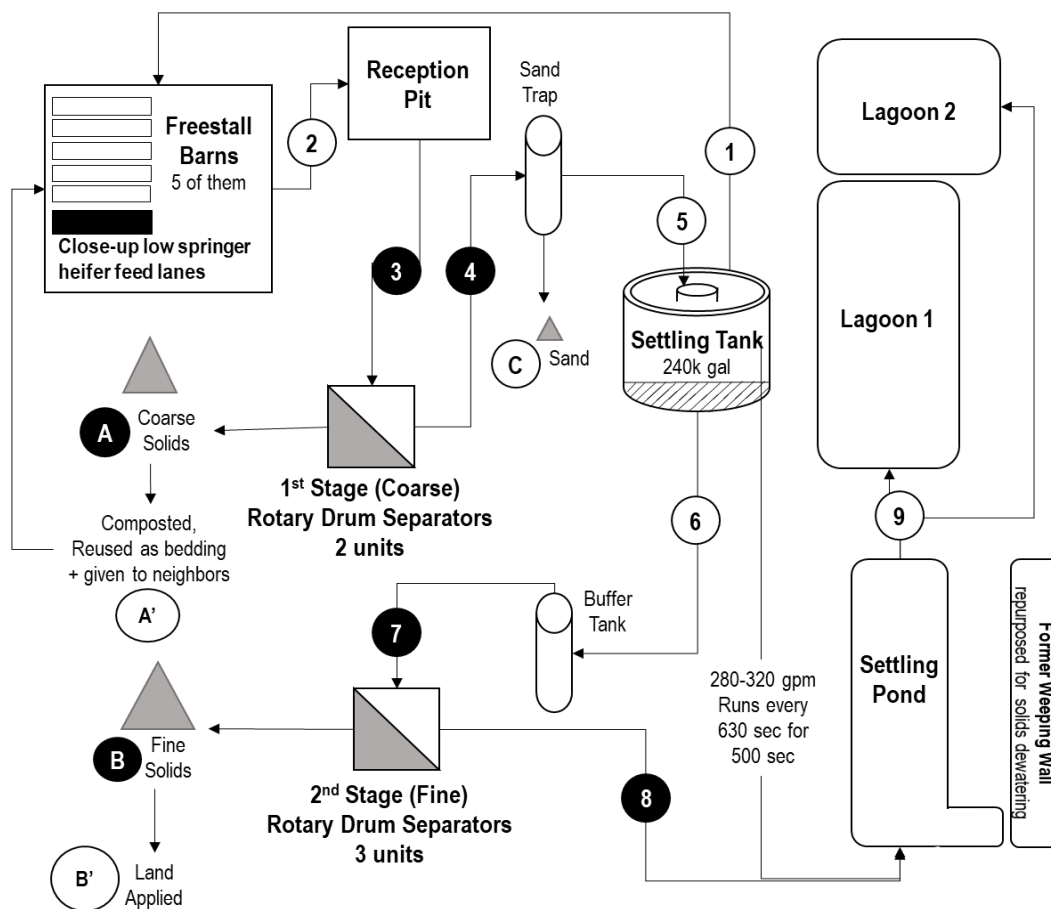 Freestall
Barns
5 of them
Close-up low springer
heifer feed lanes
2
Reception
Pit
Sand
Trap
1
Lagoon 2
3
4
5
Settling Tank
240k gal
C
Sand
Lagoon 1
A
Coarse
Solids
1st Stage (Coarse)
Rotary Drum Separators
2 units
Composted,
Reused as bedding
+ given to neighbors
A’
6
9
7
Buffer
Tank
280-320 gpm
Runs every
630 sec for
500 sec
Settling
Pond
Former Weeping Wall
repurposed for solids dewatering
B
Fine
Solids
2nd Stage (Fine)
Rotary Drum Separators
3 units
8
B’
Land
Applied